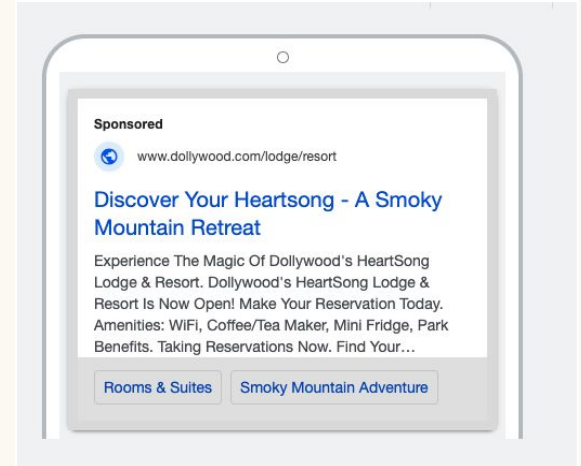 Sponsored
www.dollywood.com/lodge/resort
Discover Your Heartsong - A Smoky
Mountain Retreat
Experience The Magic Of Dollywood's HeartSong
Lodge & Resort. Dollywood's HeartSong Lodge &
Resort Is Now Open! Make Your Reservation Today.
Amenities: WiFi, Coffee/Tea Maker, Mini Fridge, Park
Benefits. Taking Reservations Now. Find Your…
Rooms & Suites
Smoky Mountain Adventure